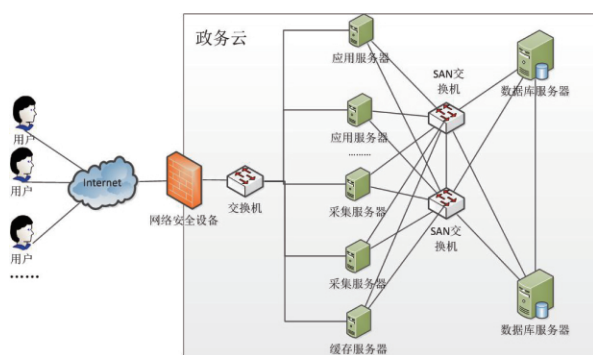 政务云
应用服务器
SAN交
换机
数据库服务器
用户
应用服务器
………
用户
Internet
网络安全设备
交换机
采集服务器
SAN交
换机
用户
……
采集服务器
缓存服务器
数据库服务器